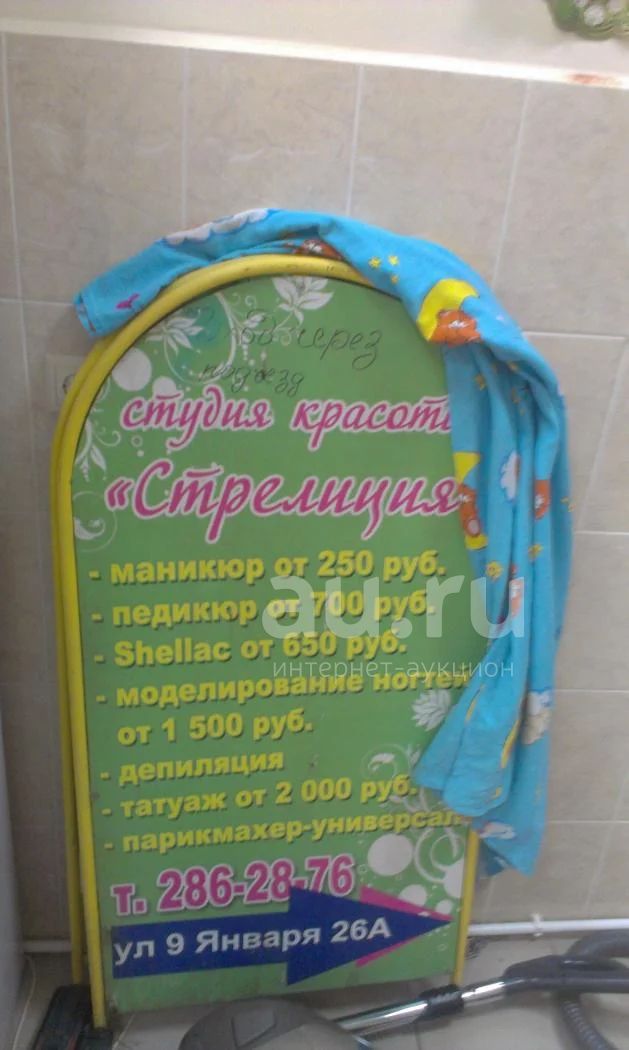 через
подъезд
студия красоты
«Стрелиция
- маникюр от 250 руб.
- педикюр от 700 руб.
- Shellac от 650 руб.
- моделирование ногтей
от 1 500 руб.
- депиляция
- татуаж от 2 000 руб.
- парикмахер-универсал
т. 286-28-76
ул 9 Января 26А
au.ru
интернет-аукцион